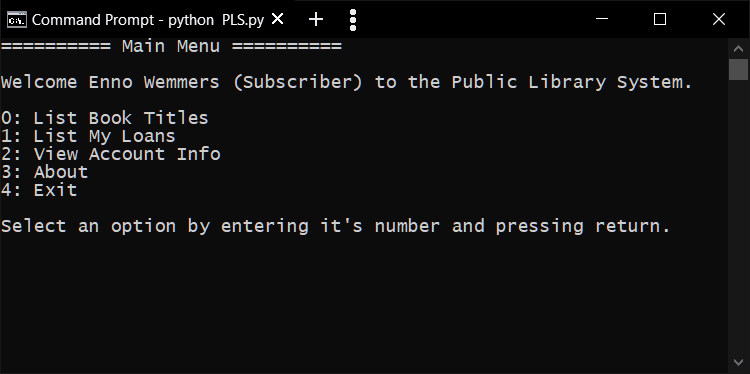 Command Prompt - python  PLS.py
========== Main Menu ==========
Welcome Enno Wemmers (Subscriber) to the Public Library System.
0: List Book Titles
1: List My Loans
2: View Account Info
3: About
4: Exit
Select an option by entering it's number and pressing return.